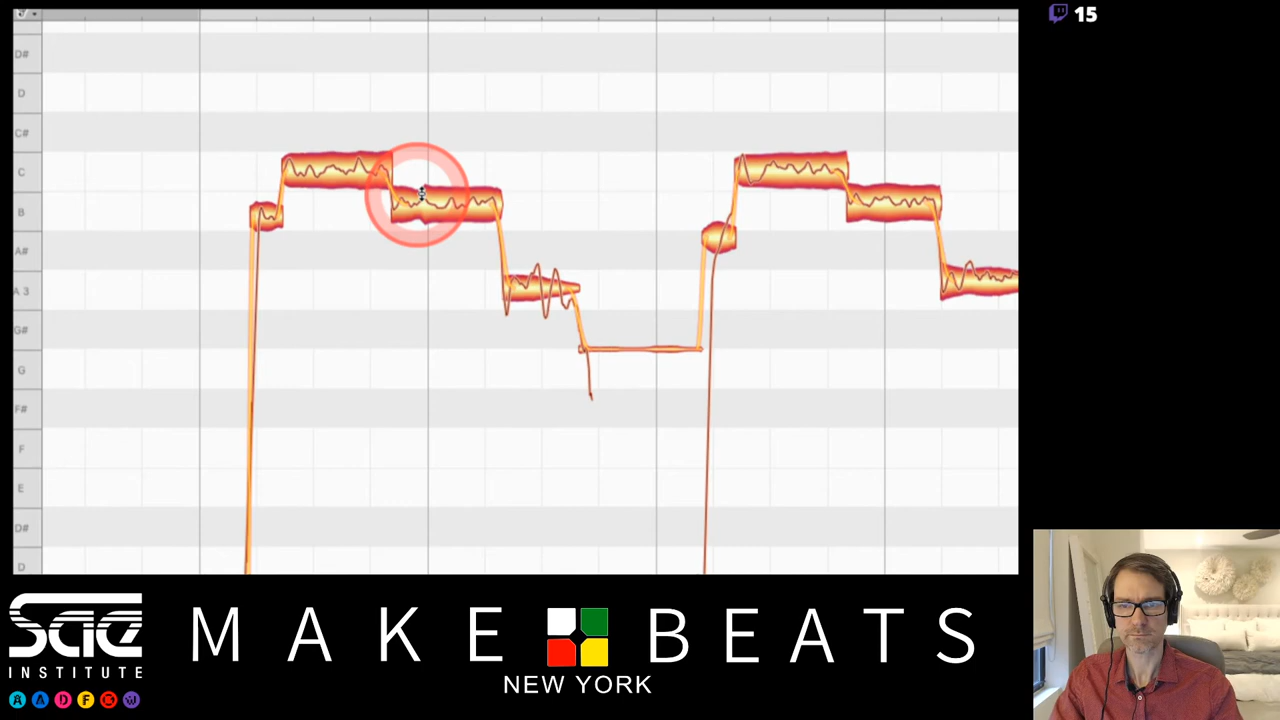 15
D#
D
C#
C
B
A#
A 3
G#
G
F#
F
E
D#
D
sae
INSTITUTE
A A D F G W
MAKE BEATS
NEW YORK